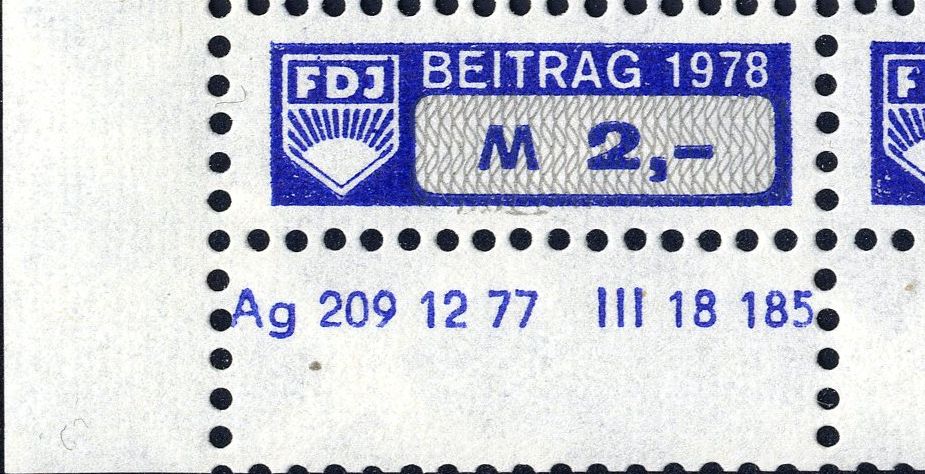 FDJ BEITRAG 1978
M 2,-
F
Ag 209 12 77 III 18 185